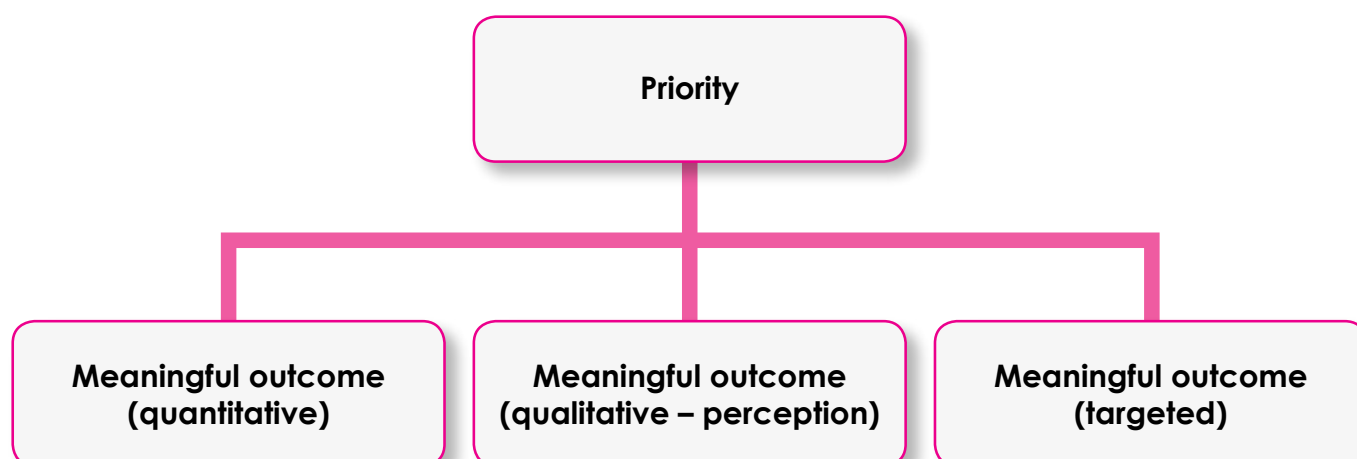 Priority
Meaningful outcome
(quantitative)
Meaningful outcome
(qualitative – perception)
Meaningful outcome
(targeted)